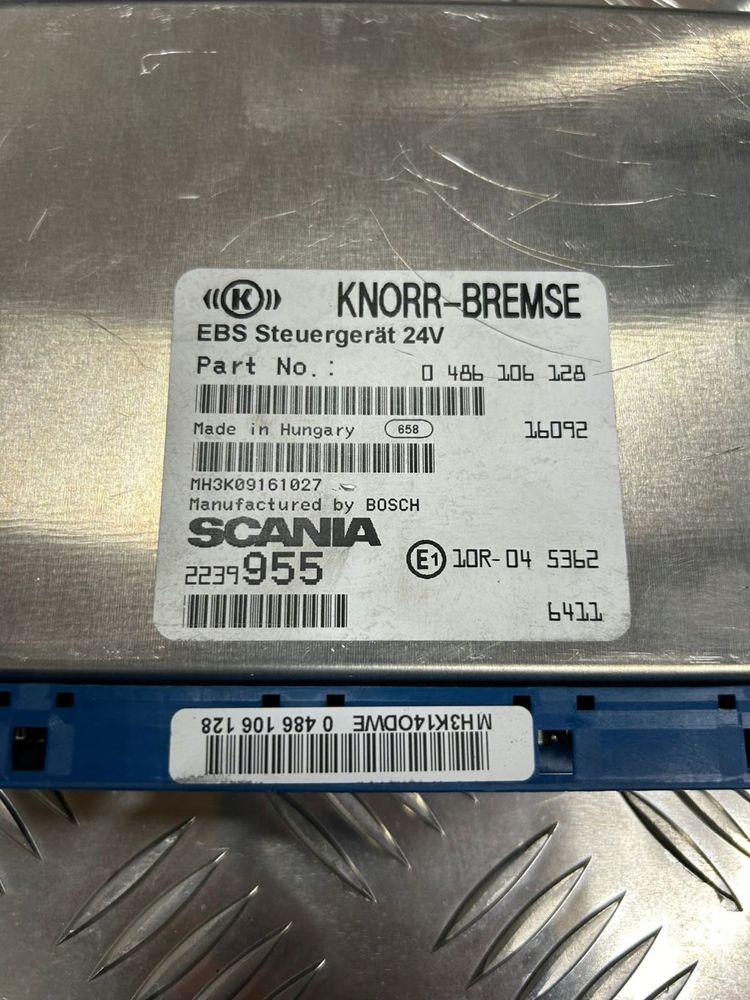 K KNORR-BREMSE
EBS Steuergerät 24V
Part No.: 0 486 106 128
Made in Hungary 658 16092
MH3K09161027
Manufactured by BOSCH
SCANIA
2239955 E1 10R-04 5362
6411
MH3K140DWE 0 486 106 128